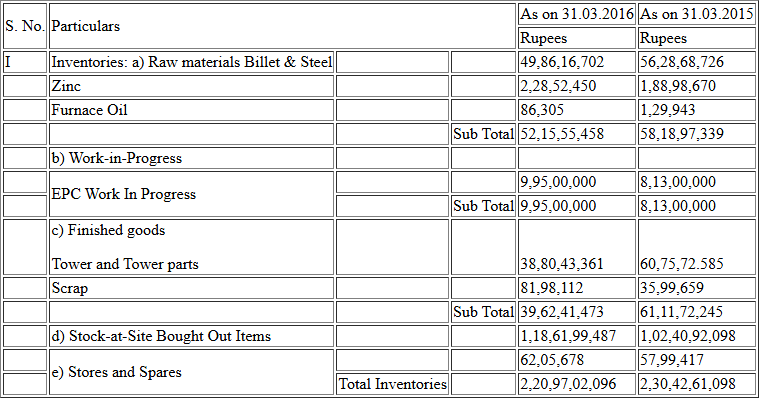 S. No. Particulars As on 31.03.2016 As on 31.03.2015
Rupees Rupees
I Inventories: a) Raw materials Billet & Steel 49,86,16,702 56,28,68,726
Zinc 2,28,52,450 1,88,98,670
Furnace Oil 86,305 1,29,943
Sub Total 52,15,55,458 58,18,97,339
b) Work-in-Progress
EPC Work In Progress 9,95,00,000 8,13,00,000
Sub Total 9,95,00,000 8,13,00,000
c) Finished goods
Tower and Tower parts 38,80,43,361 60,75,72.585
Scrap 81,98,112 35,99,659
Sub Total 39,62,41,473 61,11,72,245
d) Stock-at-Site Bought Out Items 1,18,61,99,487 1,02,40,92,098
e) Stores and Spares 62,05,678 57,99,417
Total Inventories 2,20,97,02,096 2,30,42,61,098